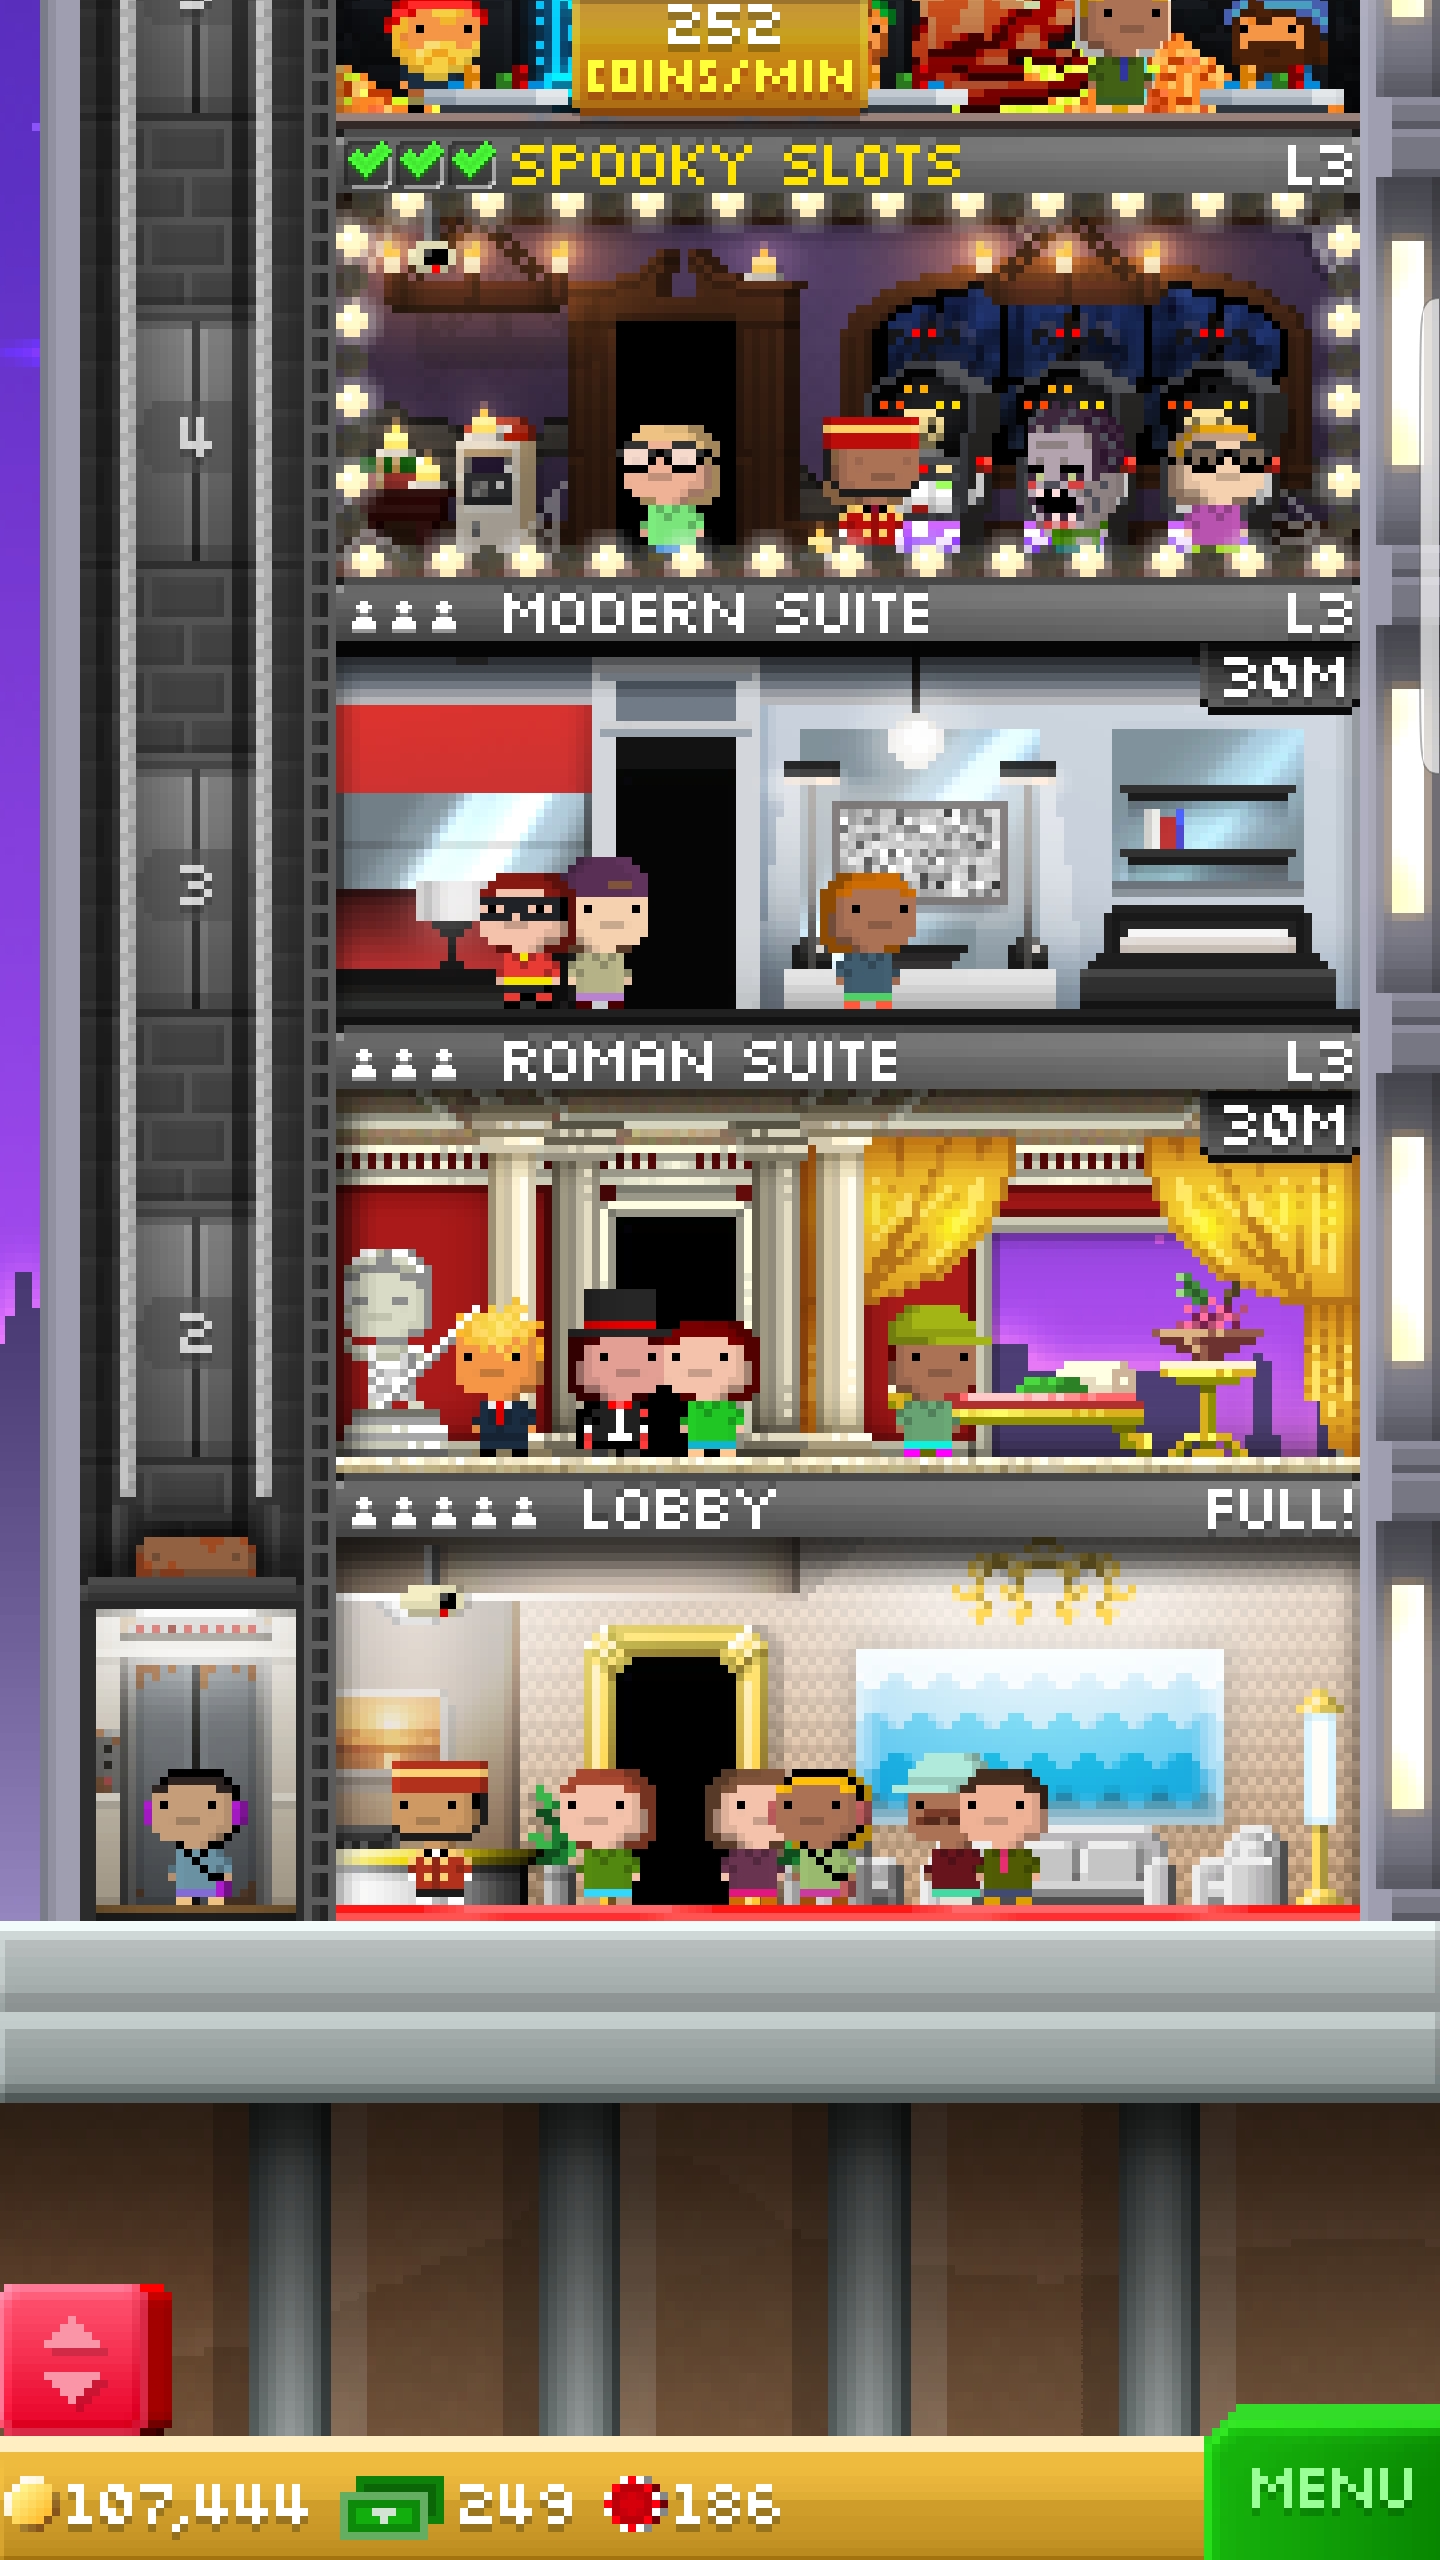 252
COINS/MIN
SPOOKY SLOTS L3
4
MODERN SUITE L3
30M
3
ROMAN SUITE L3
30M
2
LOBBY FULL!
107,444 249 186
MENU